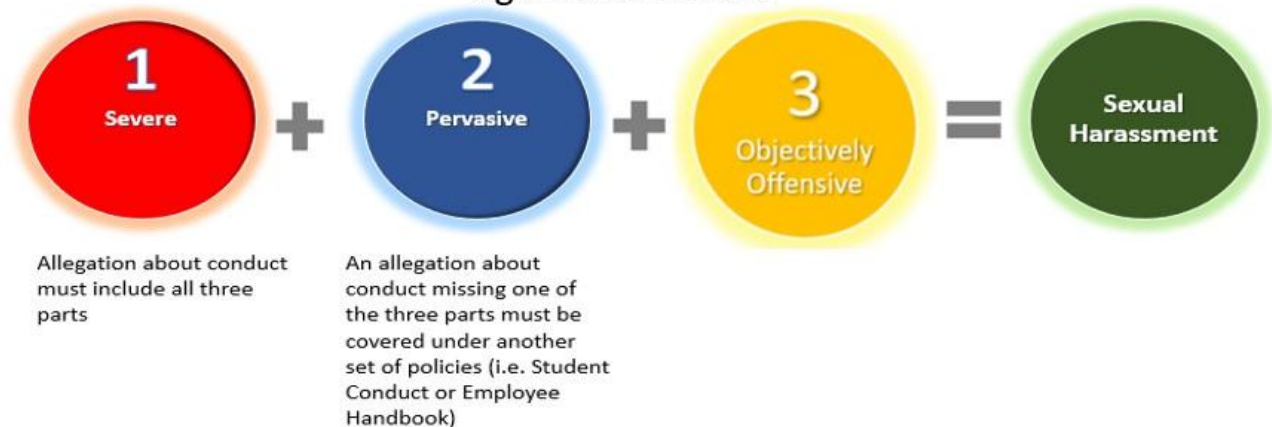 1
Severe
+
2
Pervasive
+
3
Objectively
Offensive
=
Sexual
Harassment
Allegation about conduct
must include all three
parts
An allegation about
conduct missing one of
the three parts must be
covered under another
set of policies (i.e. Student
Conduct or Employee
Handbook)